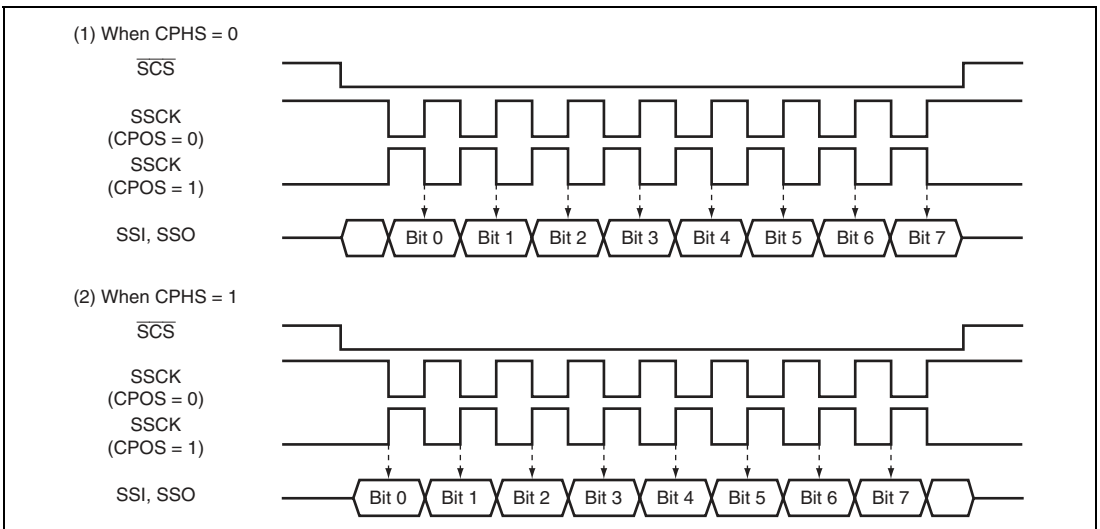 (1) When CPHS = 0
SCS
SSCK
(CPOS = 0)
SSCK
(CPOS = 1)
SSI, SSO
Bit 0 Bit 1 Bit 2 Bit 3 Bit 4 Bit 5 Bit 6 Bit 7
(2) When CPHS = 1
SCS
SSCK
(CPOS = 0)
SSCK
(CPOS = 1)
SSI, SSO
Bit 0 Bit 1 Bit 2 Bit 3 Bit 4 Bit 5 Bit 6 Bit 7